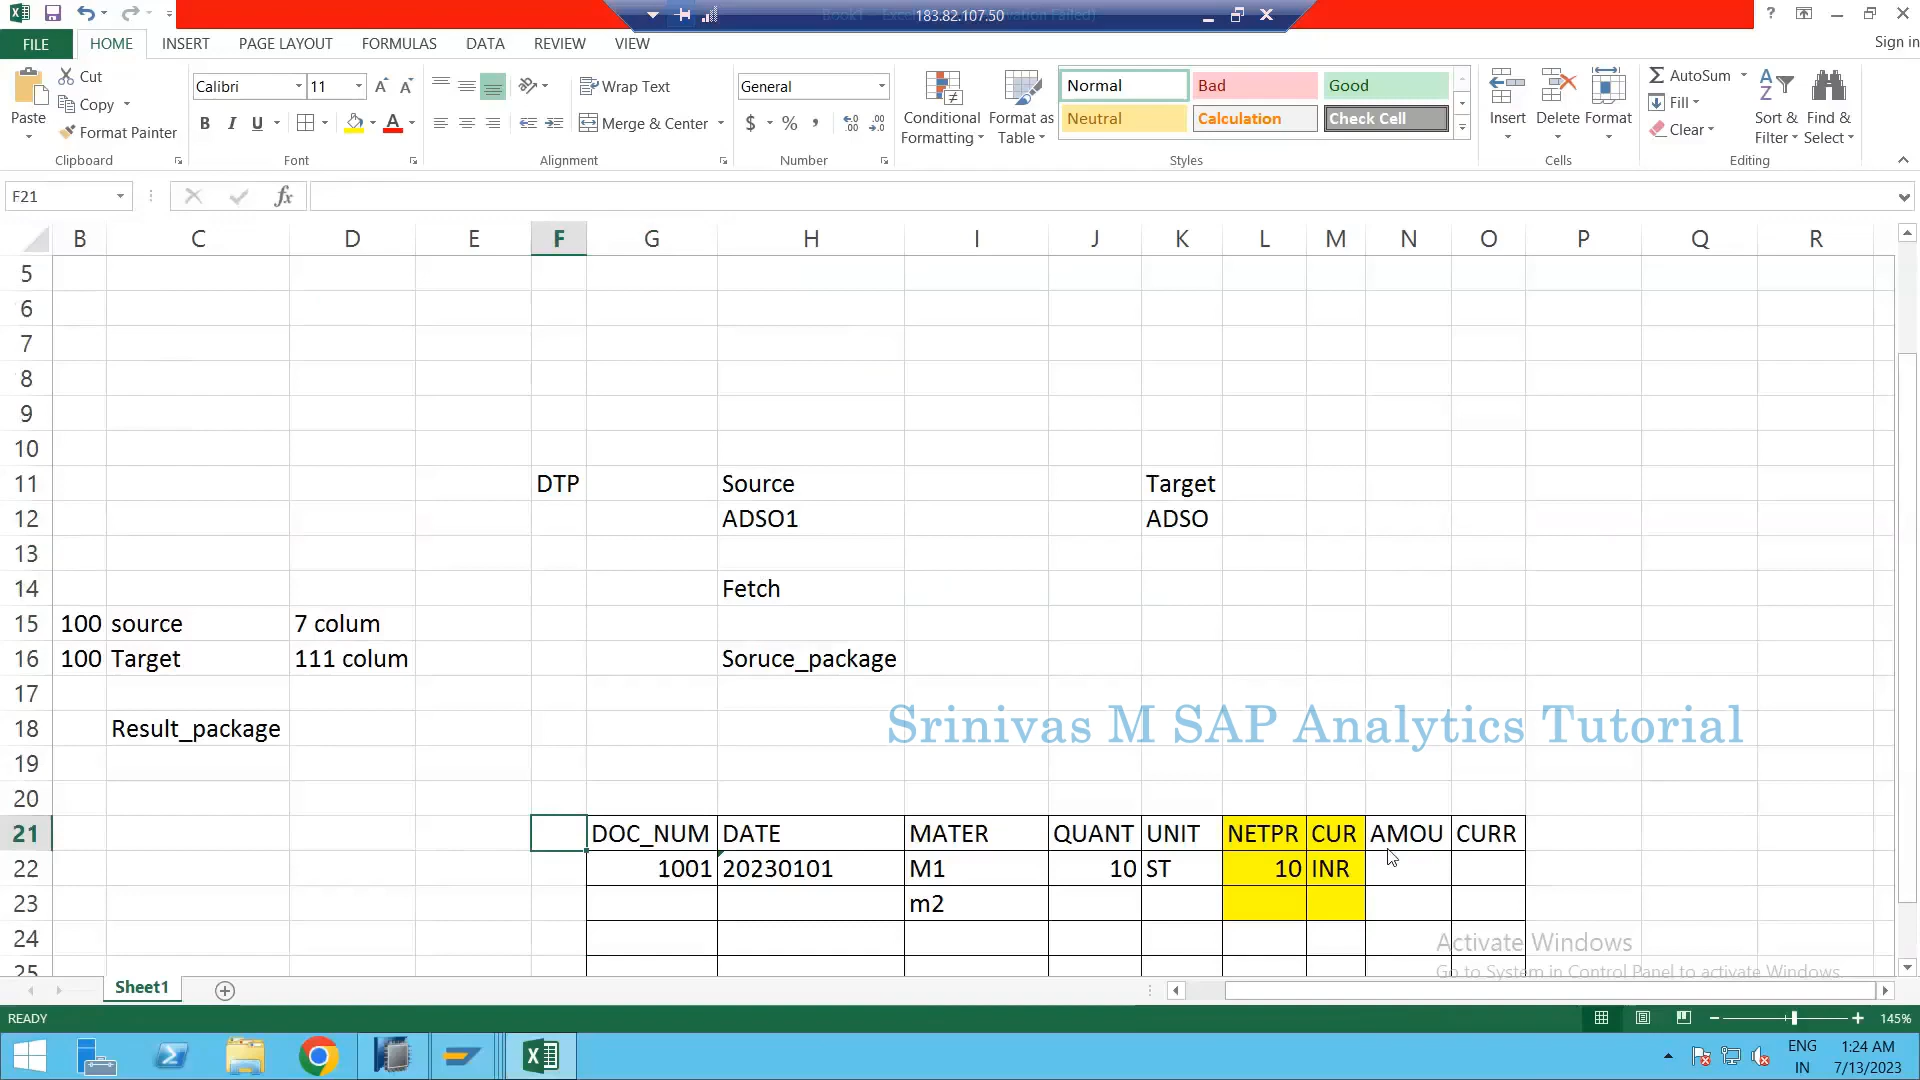 183.82.107.50
Sign in
FILE HOME INSERT PAGE LAYOUT FORMULAS DATA REVIEW VIEW
Paste
Cut
Copy
Format Painter
Clipboard
Calibri 11
B I U
Font
Wrap Text
Merge & Center
Alignment
General
$ % ,
Number
Conditional Formatting
Format as Table
Normal Bad Good
Neutral Calculation Check Cell
Styles
Insert Delete Format
Cells
AutoSum
Fill
Clear
Sort & Filter
Find & Select
Editing
F21
fx
B C D E F G H I J K L M N O P Q R
5
6
7
8
9
10
11 DTP Source Target
12 ADSO1 ADSO
13
14 Fetch
15 100 source 7 colum
16 100 Target 111 colum Soruce_package
17
18 Result_package
Srinivas M SAP Analytics Tutorial
19
20
21 DOC_NUM DATE MATER QUANT UNIT NETPR CUR AMOU CURR
22 1001 20230101 M1 10 ST 10 INR
23 m2
24
25
Activate Windows
Go to System in Control Panel to activate Windows.
Sheet1
READY
145%
ENG
IN
1:24 AM
7/13/2023